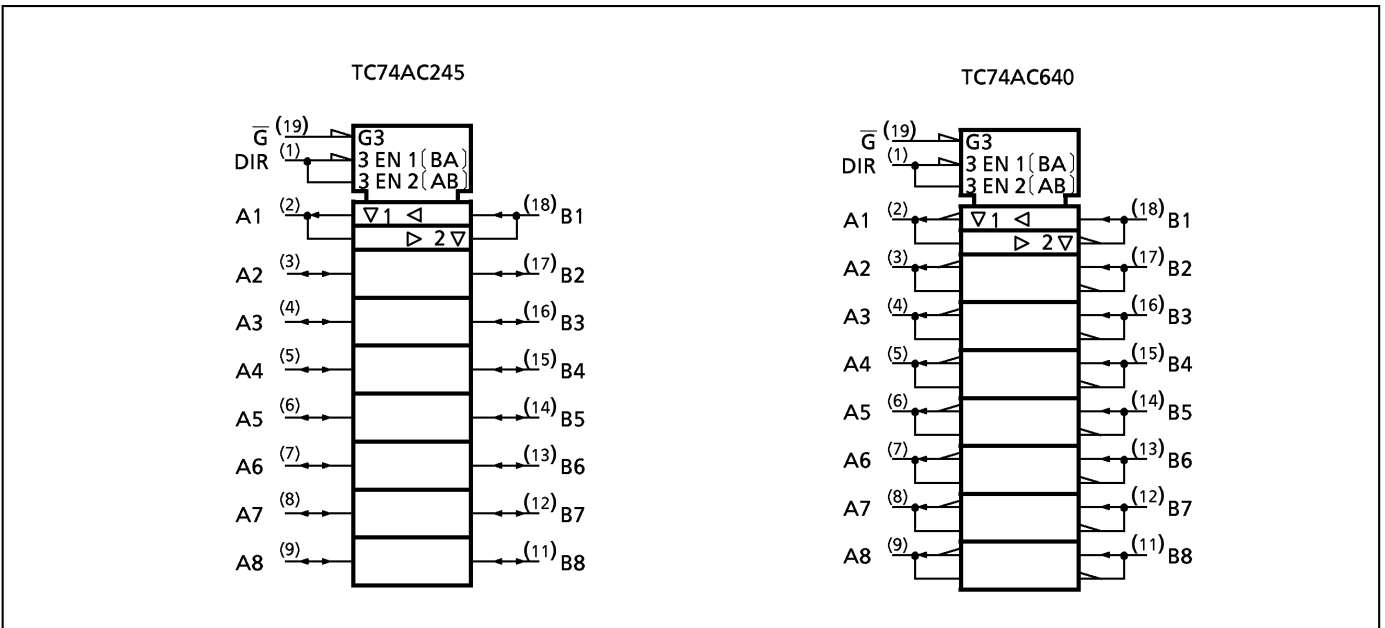 TC74AC245
G̅ (19) G3
DIR (1) 3 EN 1 [BA]
3 EN 2 [AB]
A1 (2) ▽ 1 ◁ (18) B1
▷ 2 ▽
A2 (3) (17) B2
A3 (4) (16) B3
A4 (5) (15) B4
A5 (6) (14) B5
A6 (7) (13) B6
A7 (8) (12) B7
A8 (9) (11) B8
TC74AC640
G̅ (19) G3
DIR (1) 3 EN 1 [BA]
3 EN 2 [AB]
A1 (2) ▽ 1 ◁ (18) B1
▷ 2 ▽
A2 (3) (17) B2
A3 (4) (16) B3
A4 (5) (15) B4
A5 (6) (14) B5
A6 (7) (13) B6
A7 (8) (12) B7
A8 (9) (11) B8